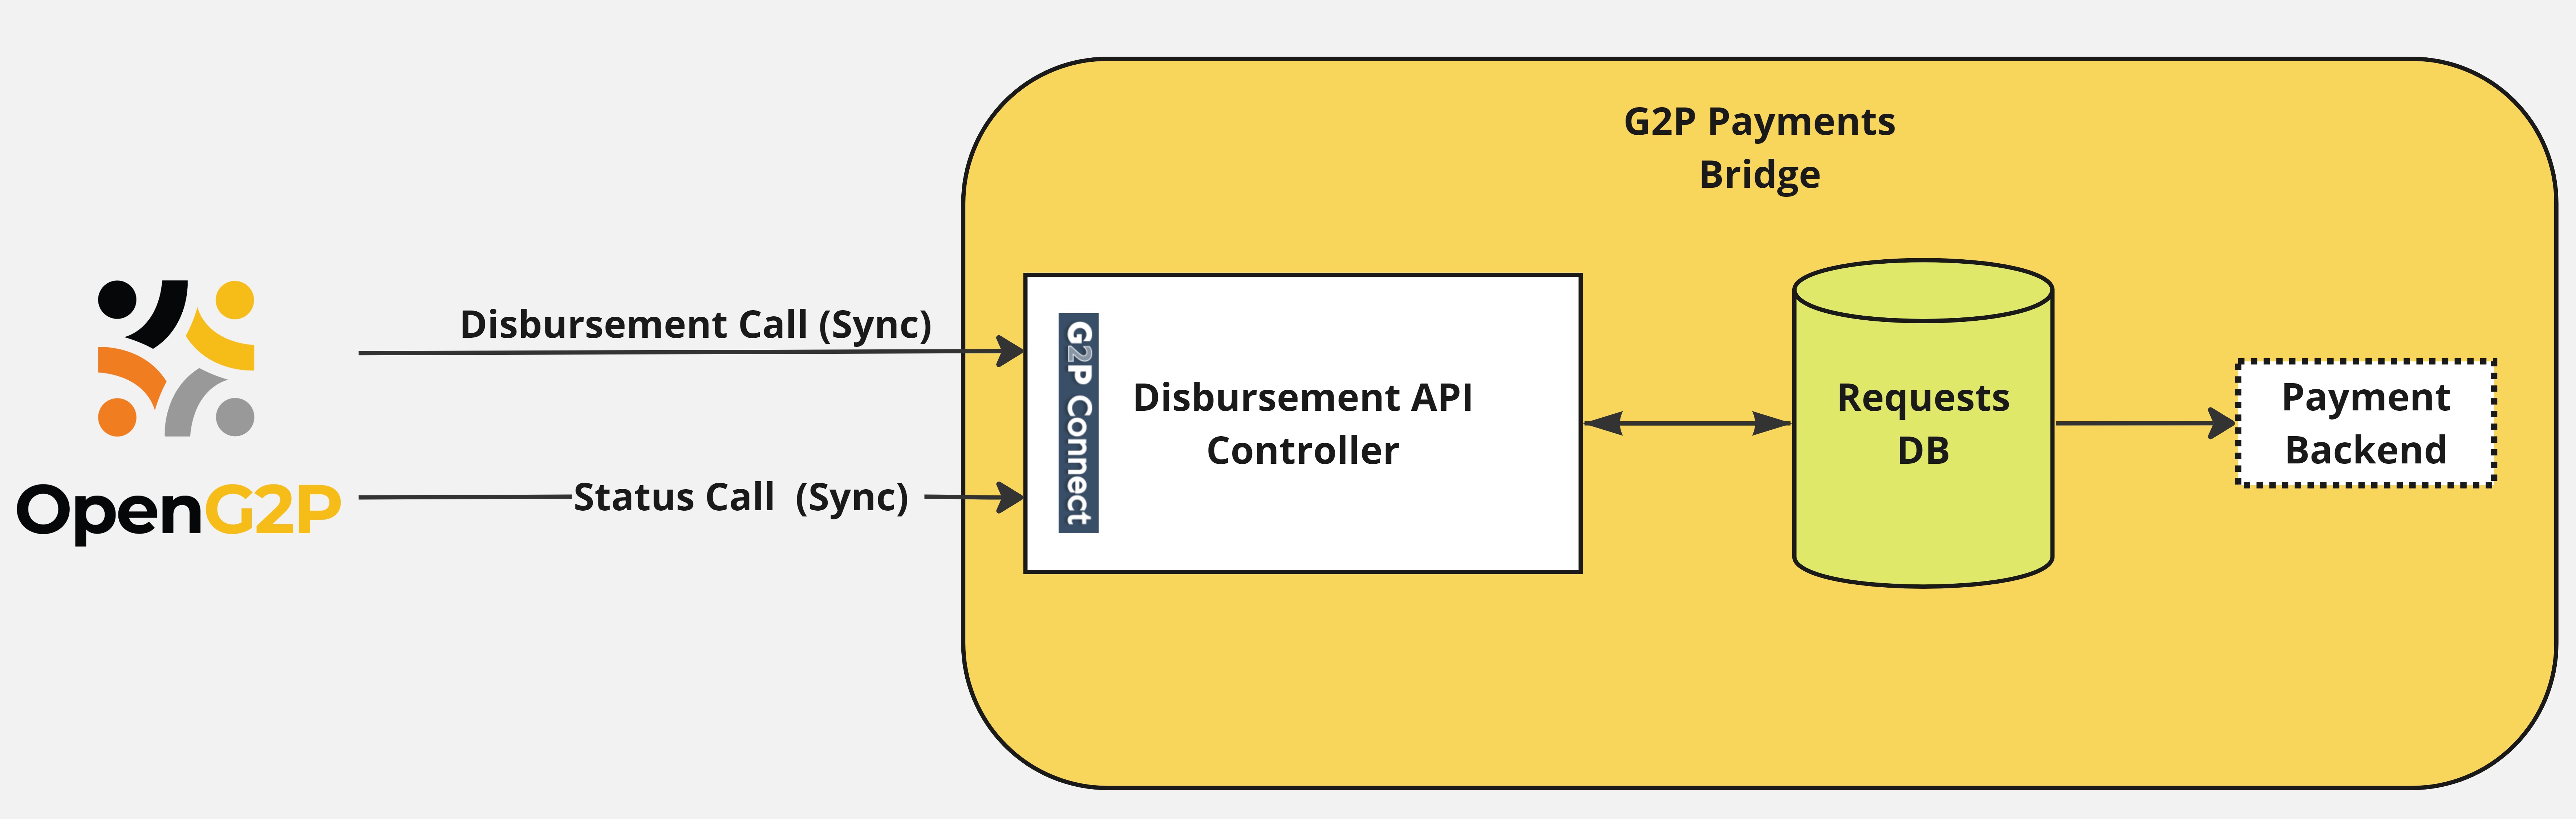 G2P Payments
Bridge
Disbursement Call (Sync)
OpenG2P
Status Call (Sync)
G2P Connect
Disbursement API
Controller
Requests
DB
Payment
Backend